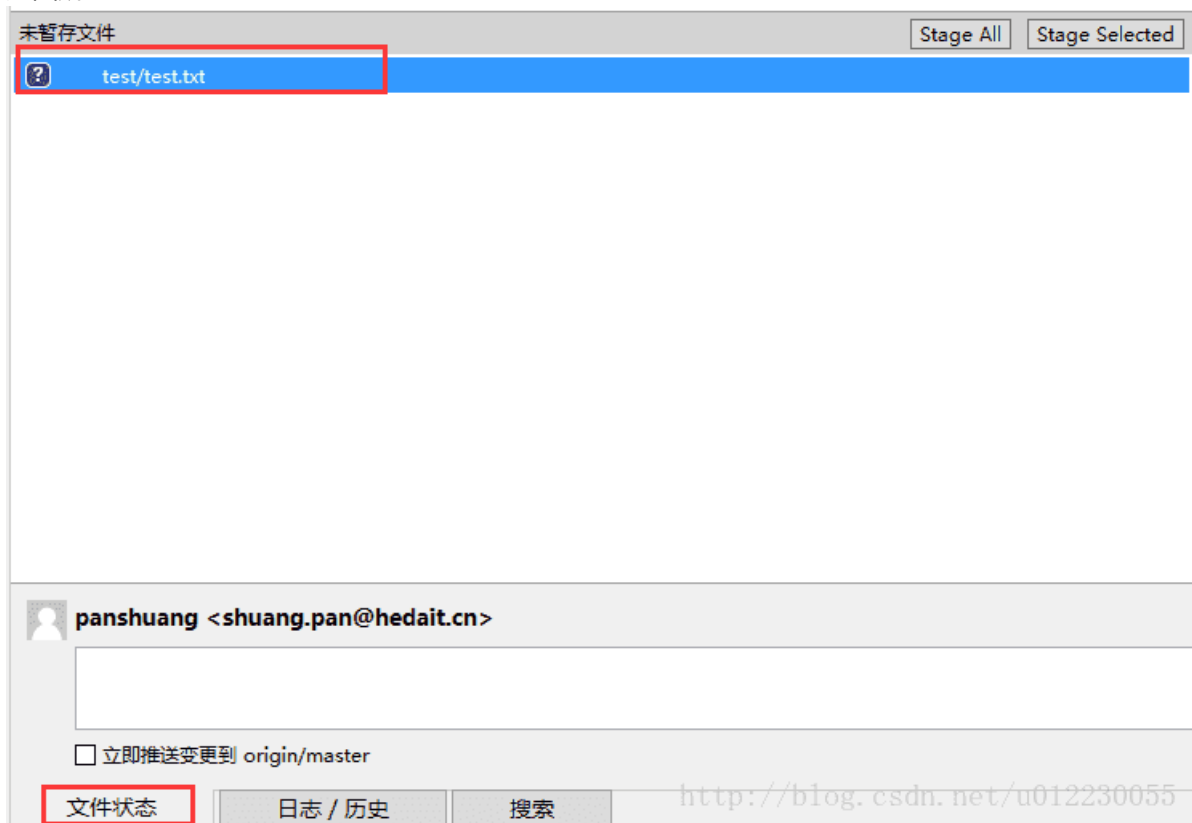 未暂存文件 Stage All Stage Selected
test/test.txt
panshuang <shuang.pan@hedait.cn>
立即推送变更到 origin/master
文件状态 日志 / 历史 搜索
http://blog.csdn.net/u012230055